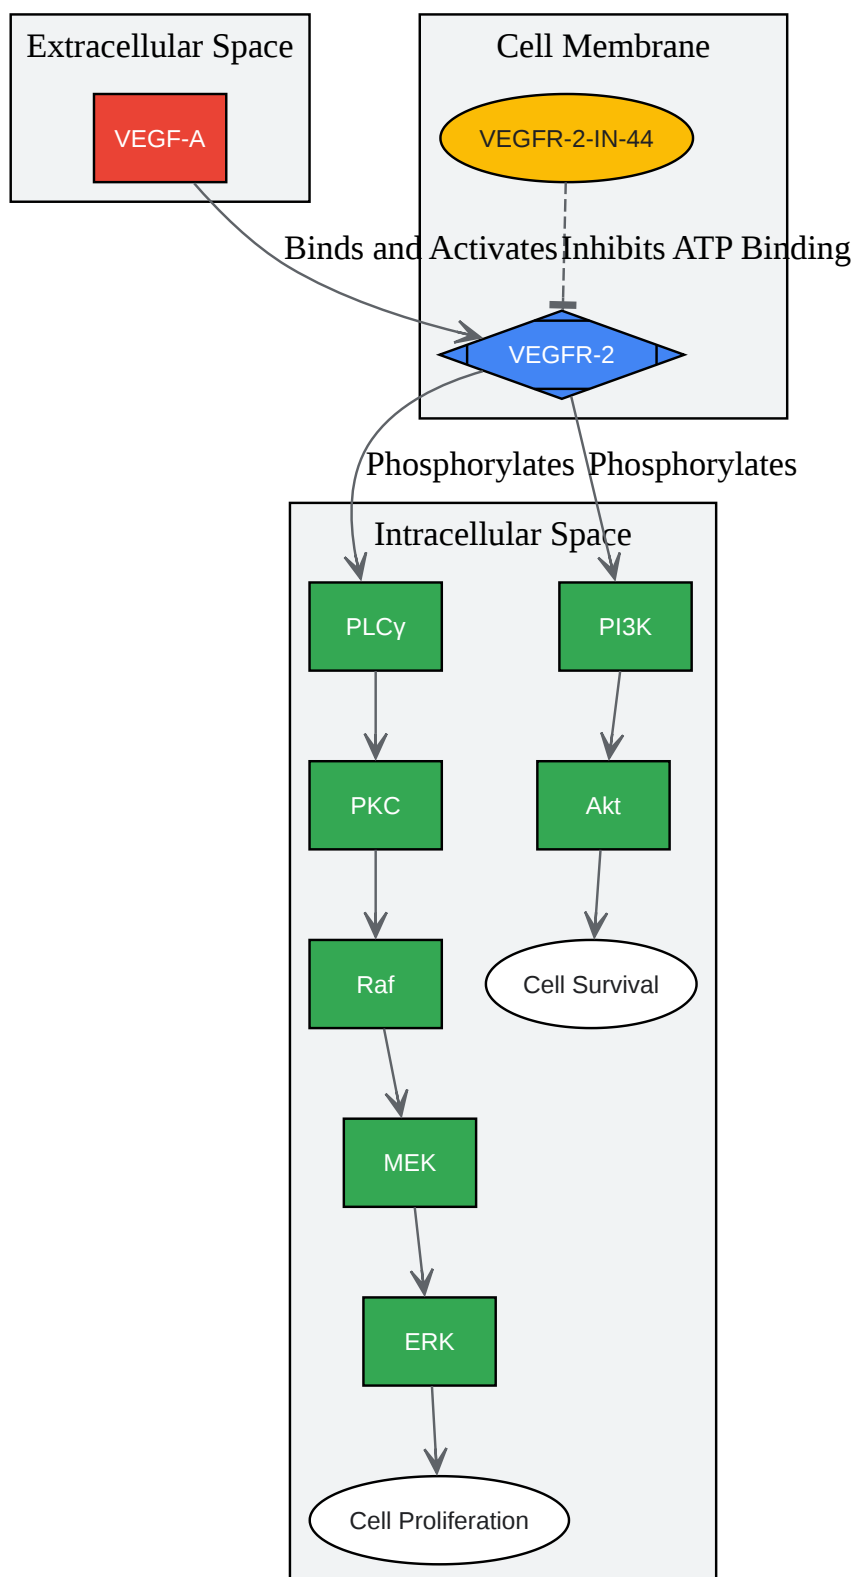 Extracellular Space
Cell Membrane
VEGF-A
VEGFR-2-IN-44
Binds and Activates
Inhibits ATP Binding
VEGFR-2
Phosphorylates
Phosphorylates
Intracellular Space
PLCγ
PI3K
PKC
Akt
Raf
Cell Survival
MEK
ERK
Cell Proliferation